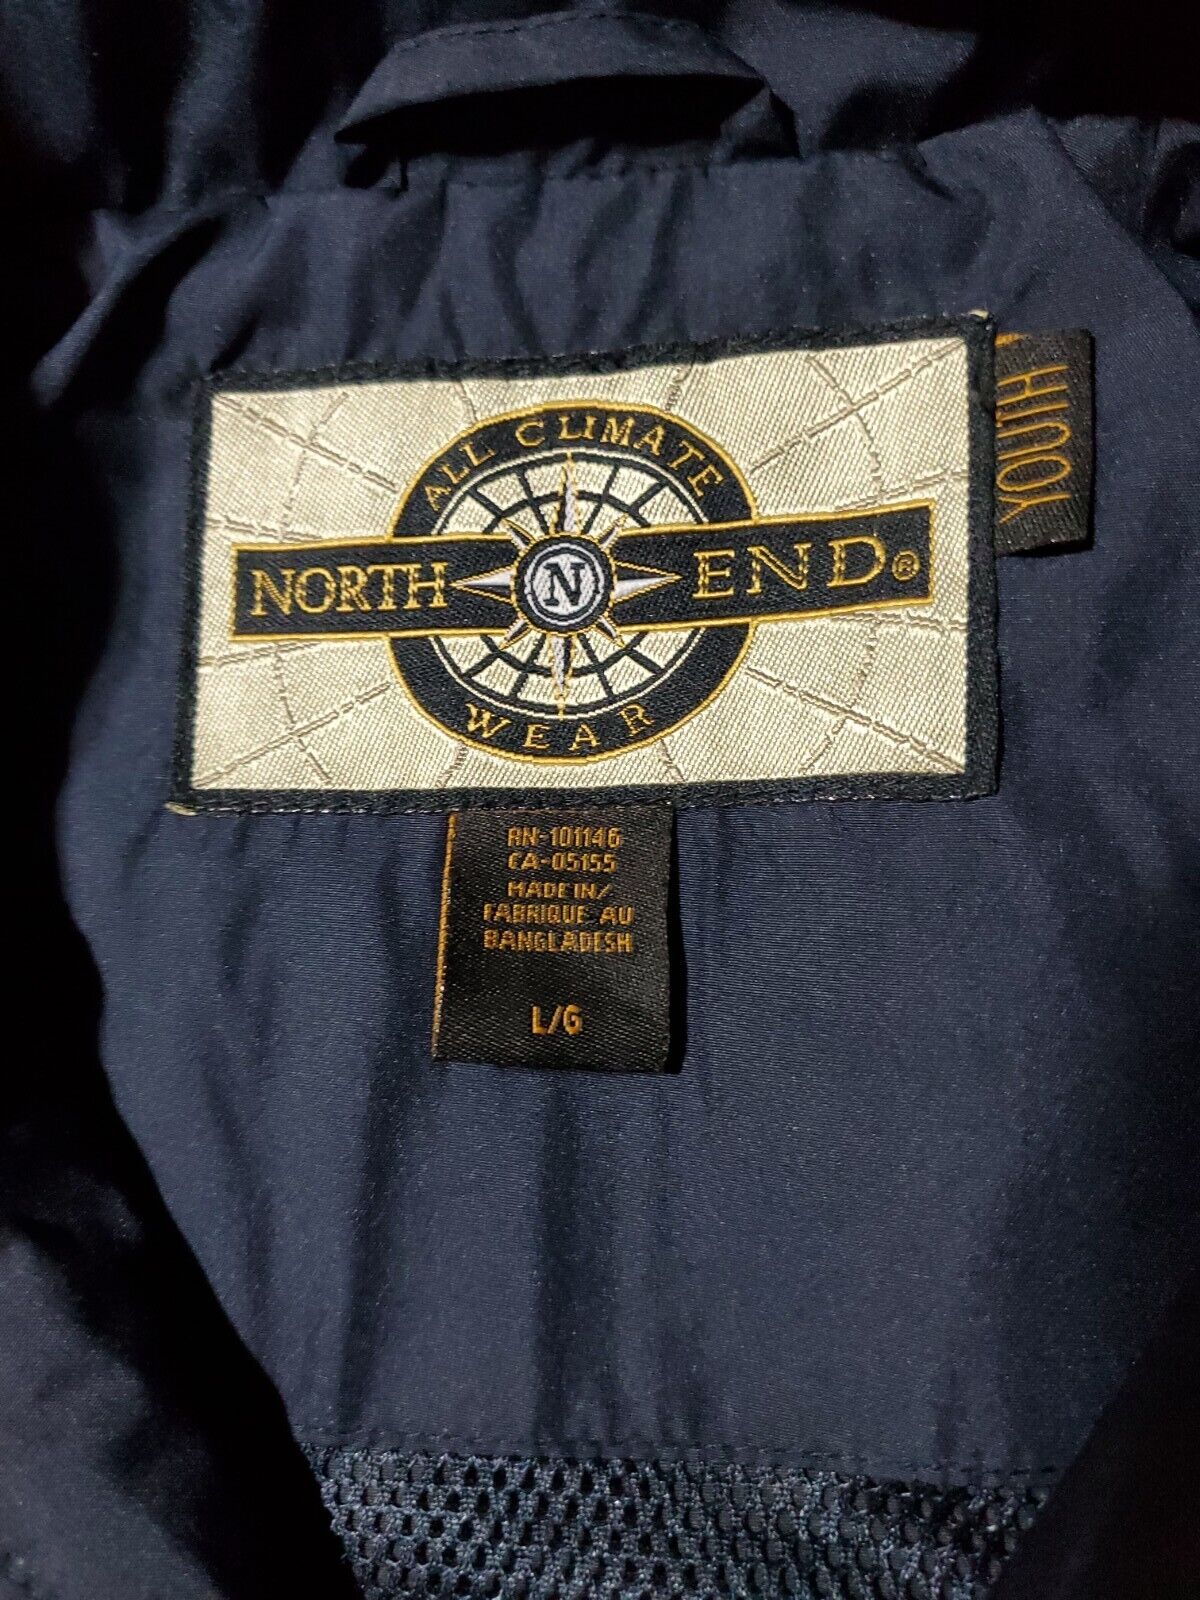 ALL CLIMATE
NORTH N END®
WEAR
YOUTH
RN-101146
CA-05155
MADE IN/
FABRIQUE AU
BANGLADESH
L/G